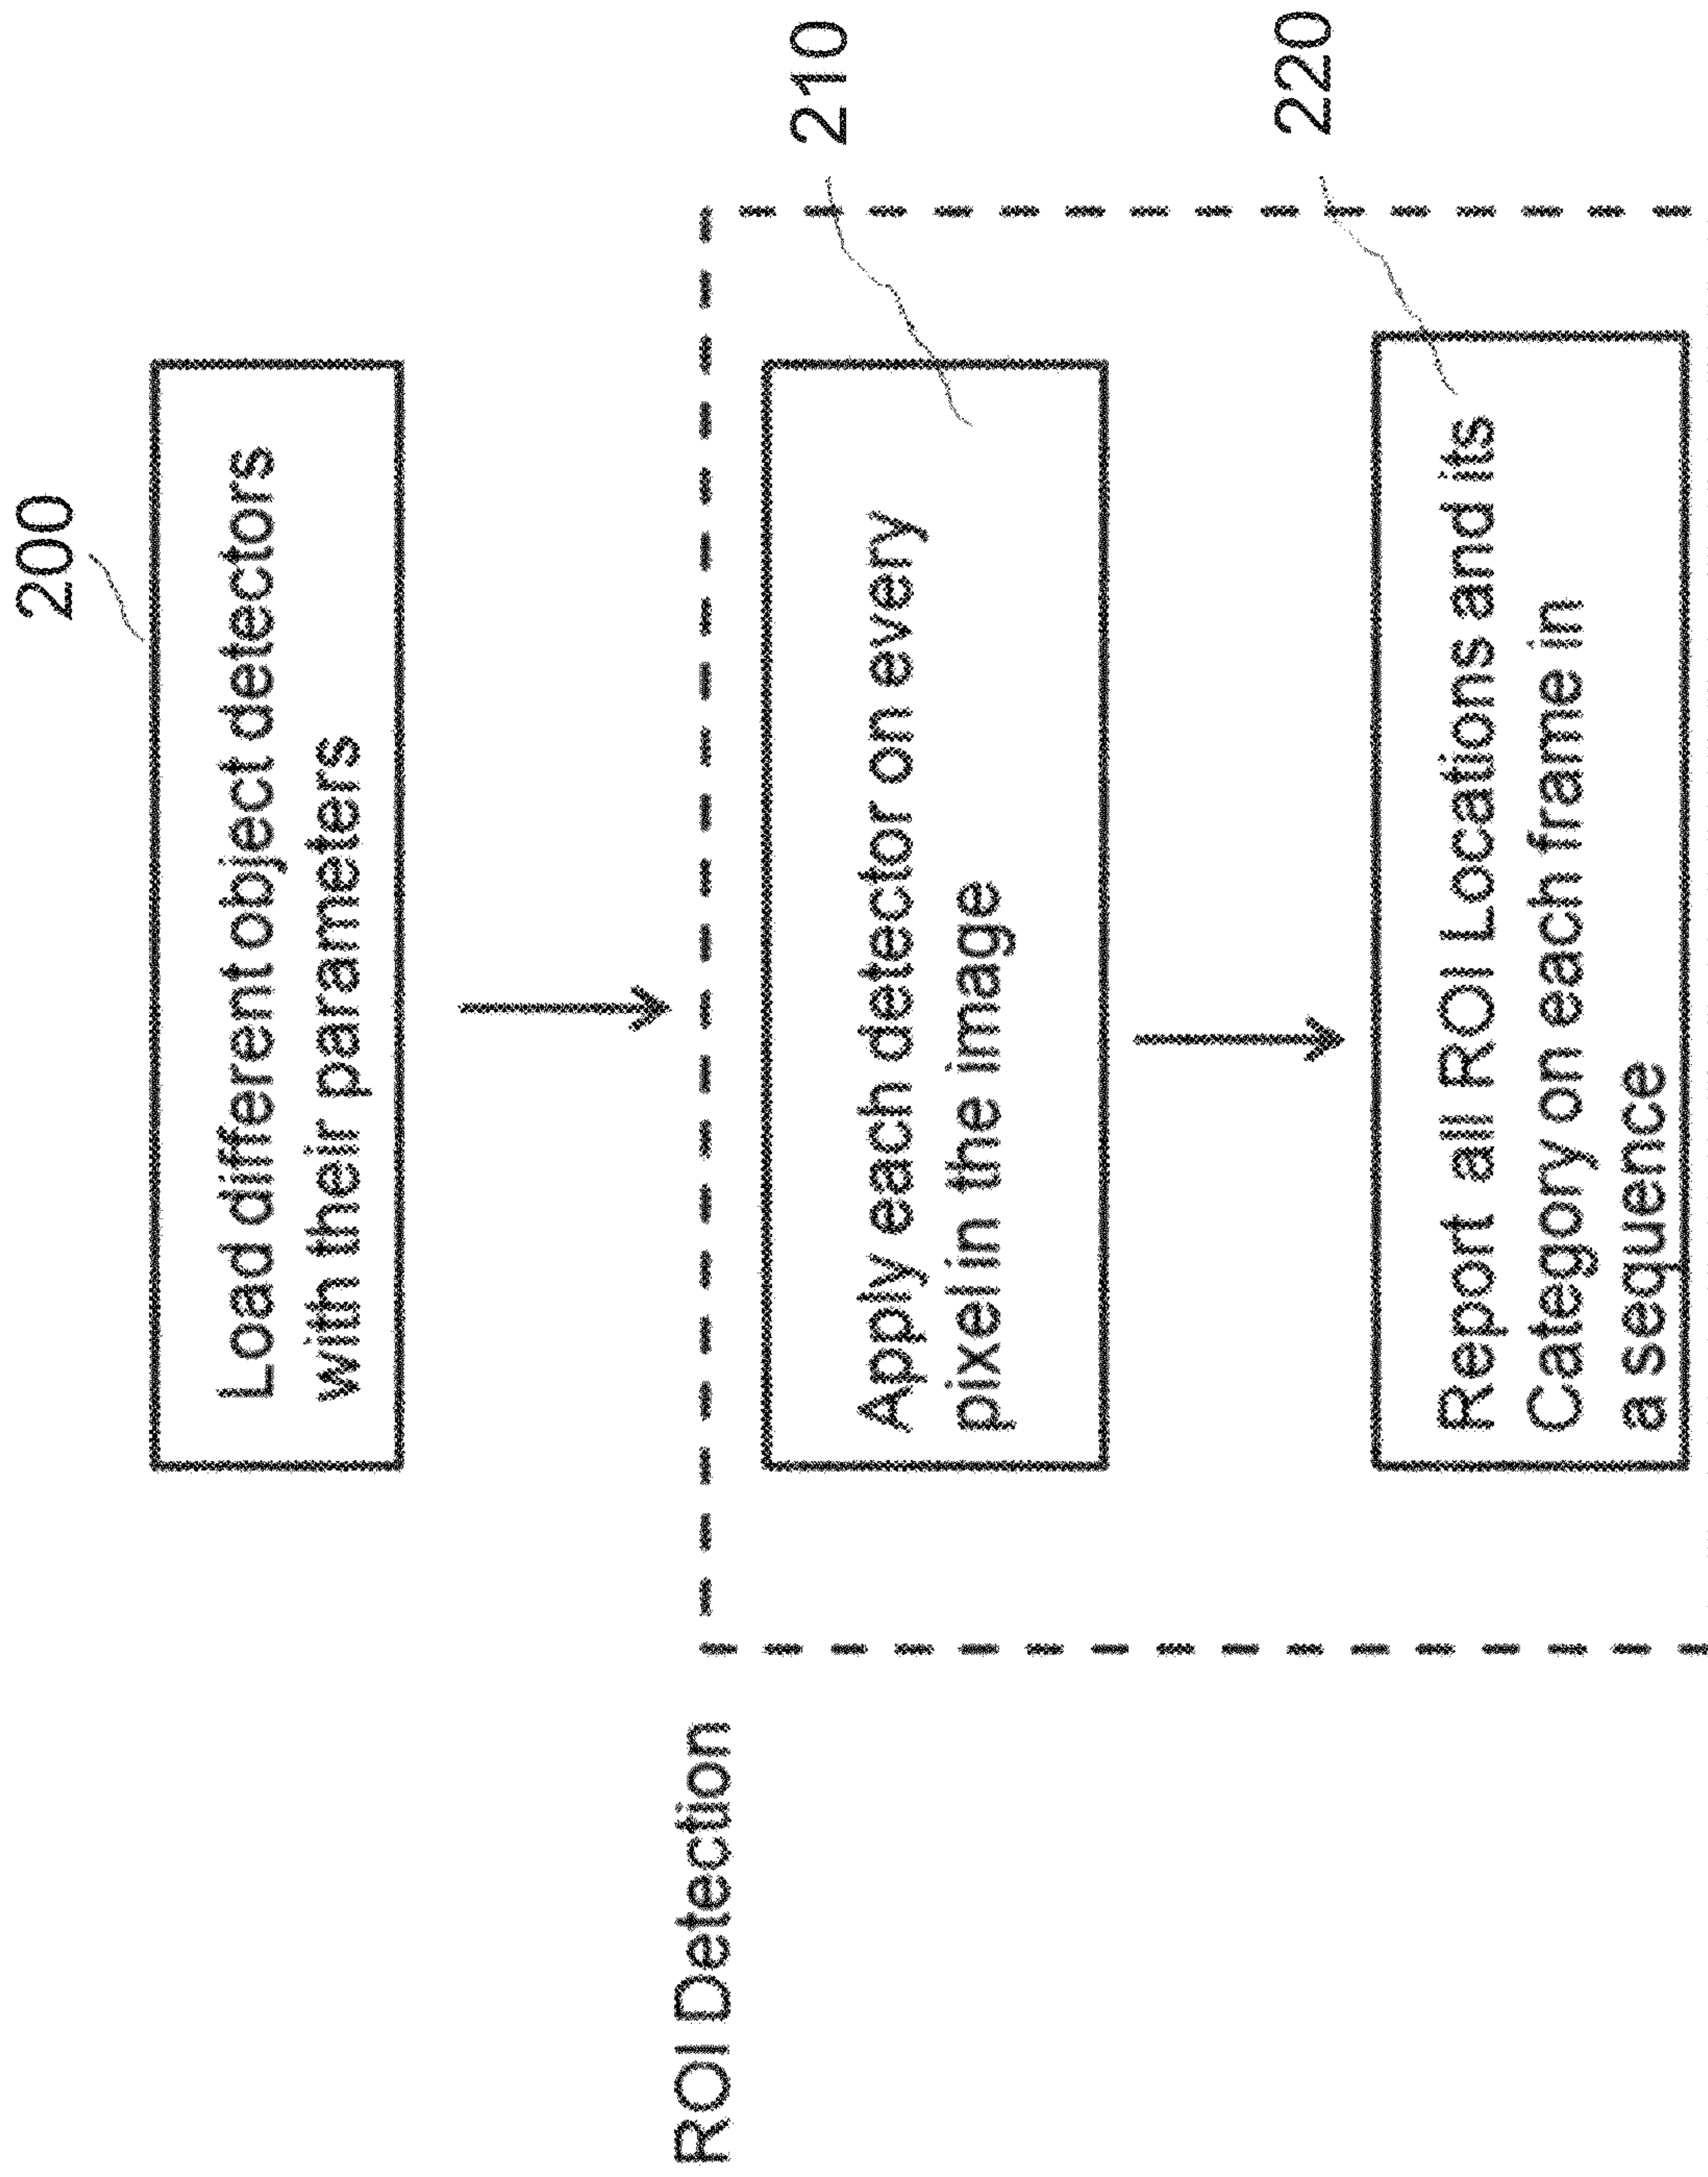 200
Load different object detectors
with their parameters
ROI Detection
210
Apply each detector on every
pixel in the image
220
Report all ROI Locations and its
Category on each frame in
a sequence